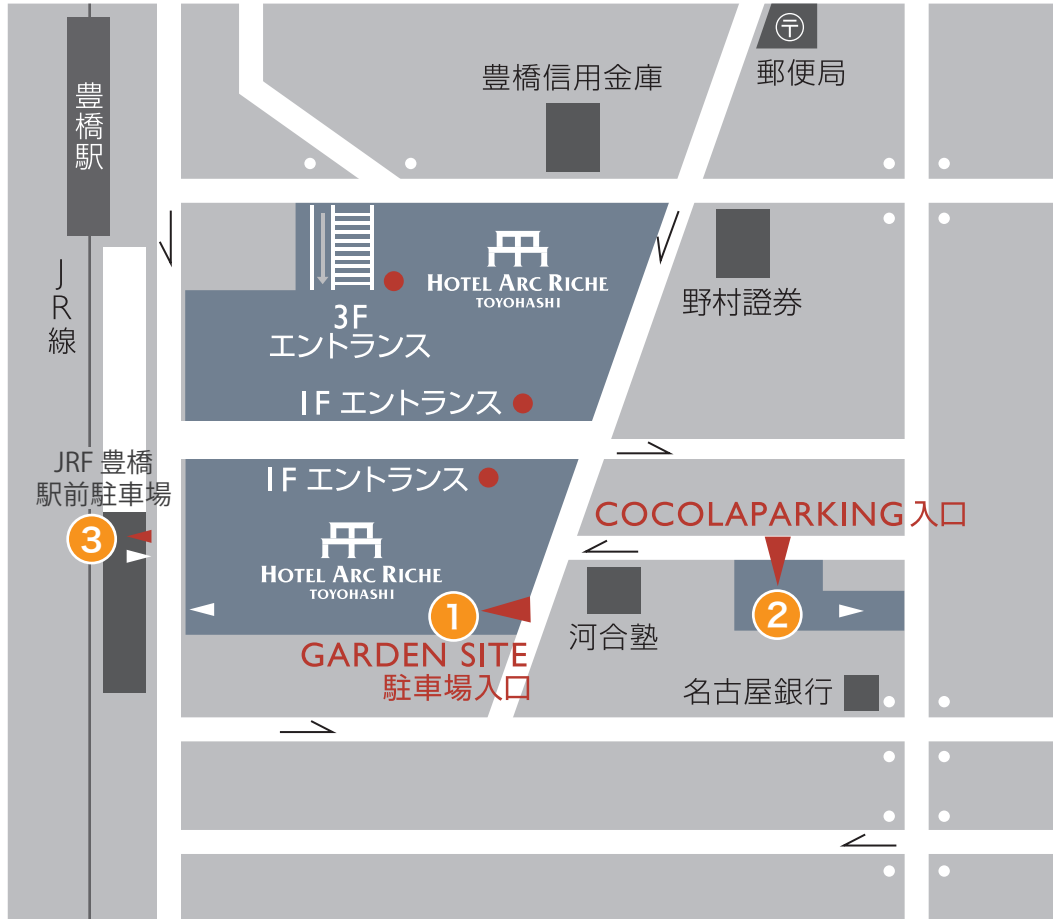 〒
郵便局
豊橋信用金庫
豊橋駅
JR線
HOTEL ARC RICHE
TOYOHASHI
野村證券
3F
エントランス
1F エントランス
JRF 豊橋
駅前駐車場
3
1F エントランス
COCOLAPARKING 入口
HOTEL ARC RICHE
TOYOHASHI
1
2
河合塾
GARDEN SITE
駐車場入口
名古屋銀行